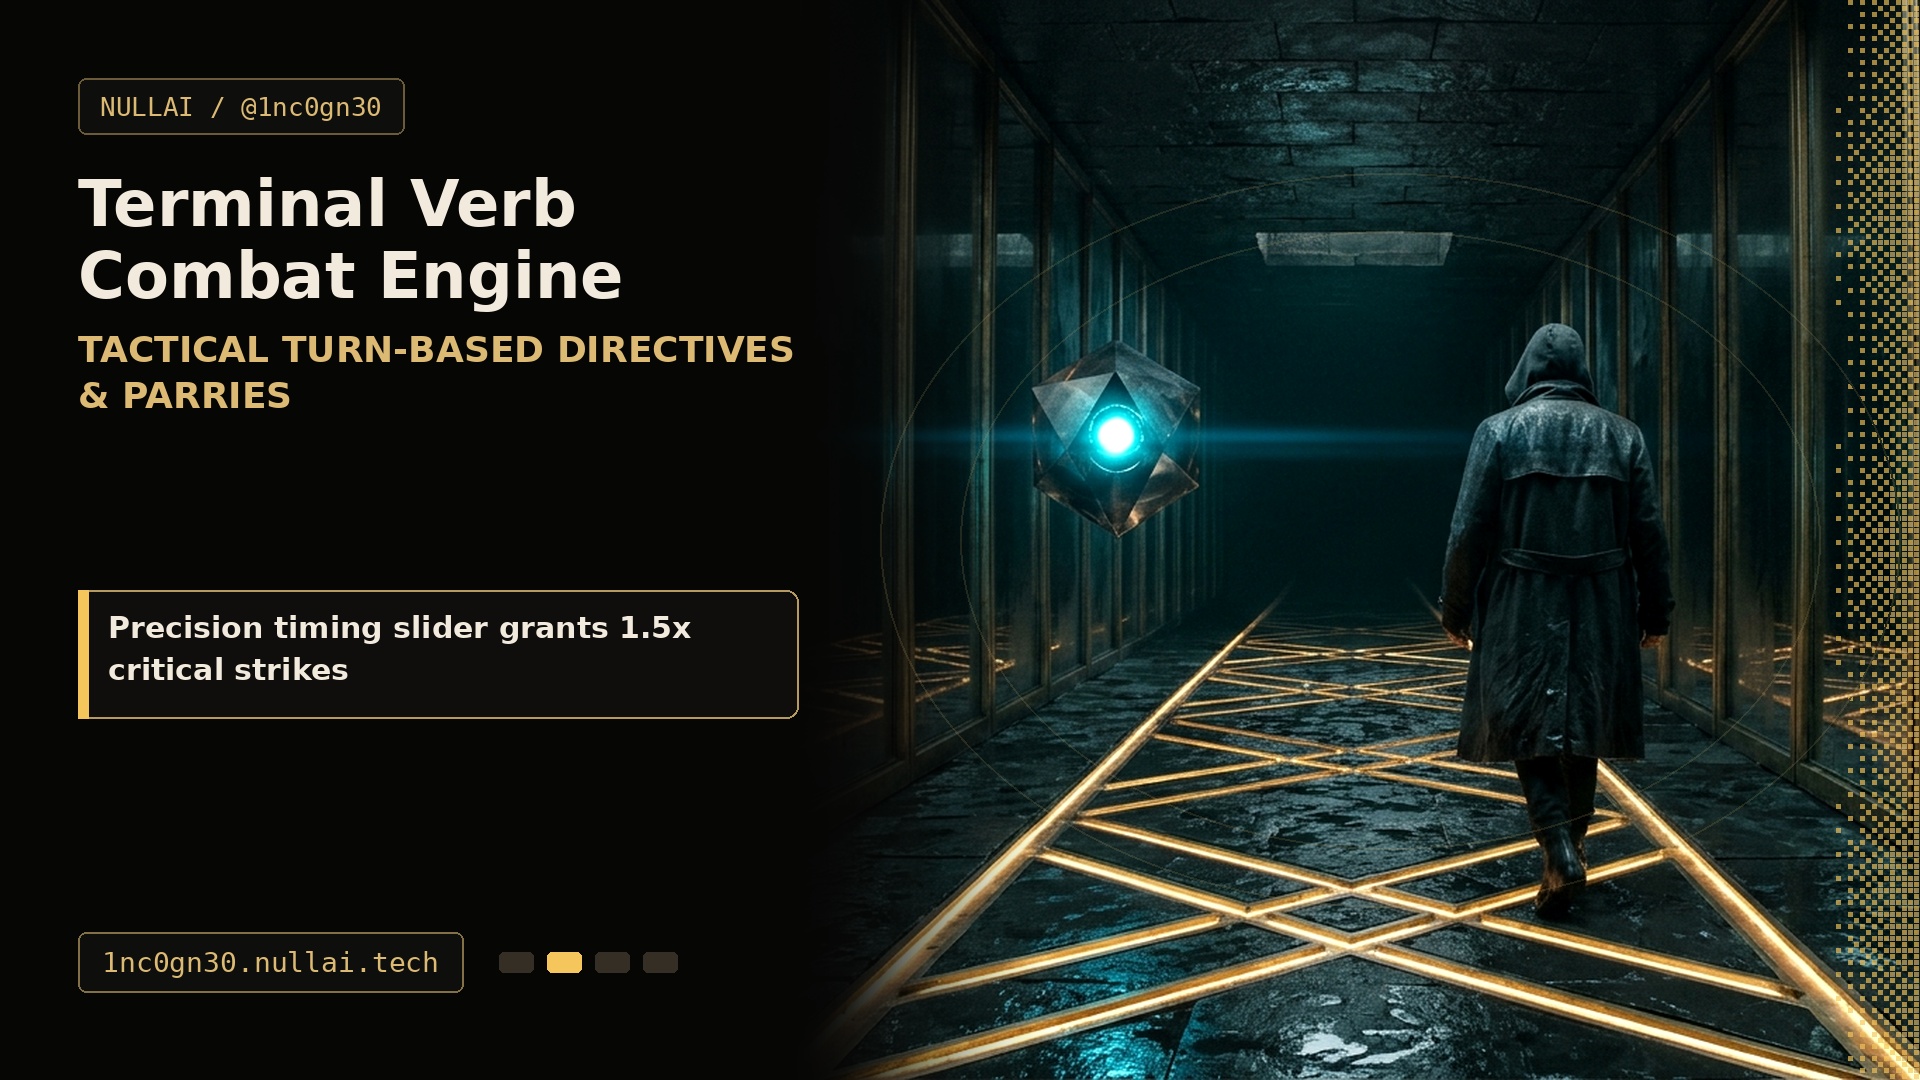 NULLAI / @1nc0gn30
Terminal Verb
Combat Engine
TACTICAL TURN-BASED DIRECTIVES
& PARRIES
Precision timing slider grants 1.5x
critical strikes
1nc0gn30.nullai.tech